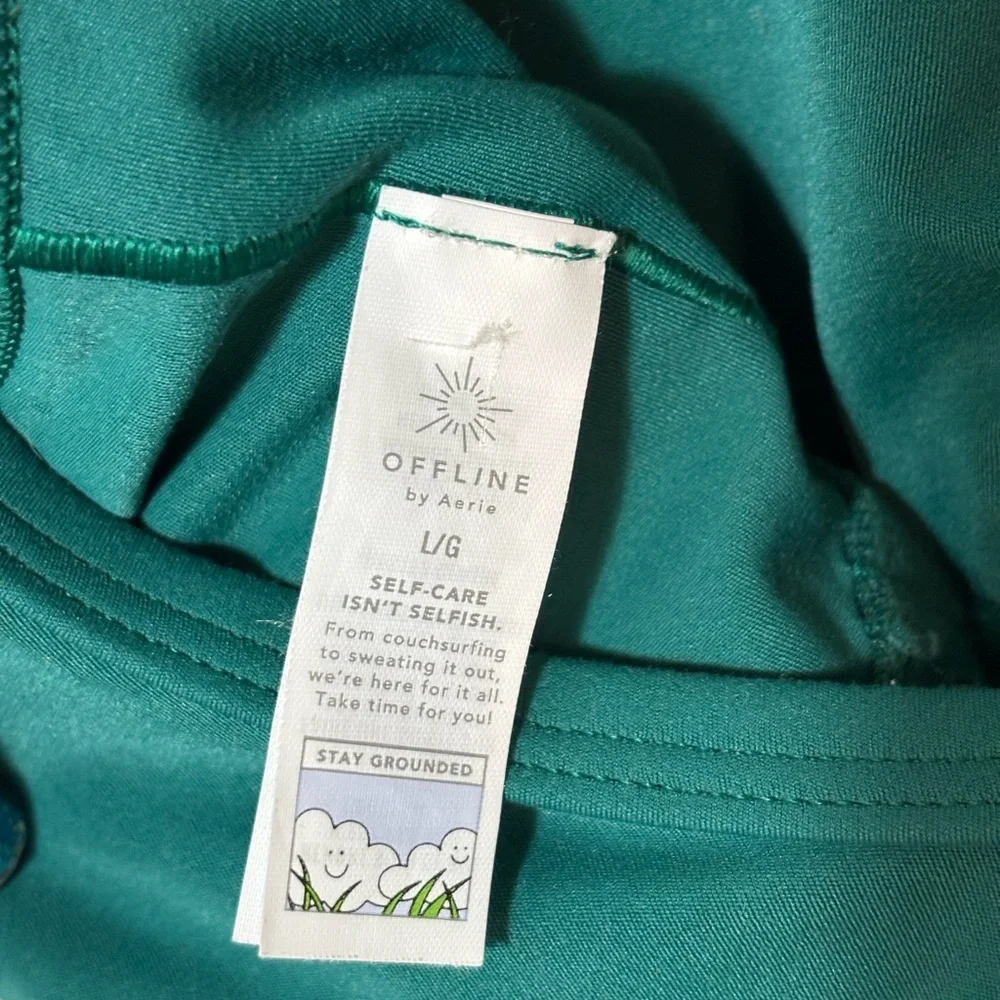 OFFLINE
by Aerie
L/G
SELF-CARE
ISN'T SELFISH.
From couchsurfing
to sweating it out,
we're here for it all.
Take time for you!
STAY GROUNDED